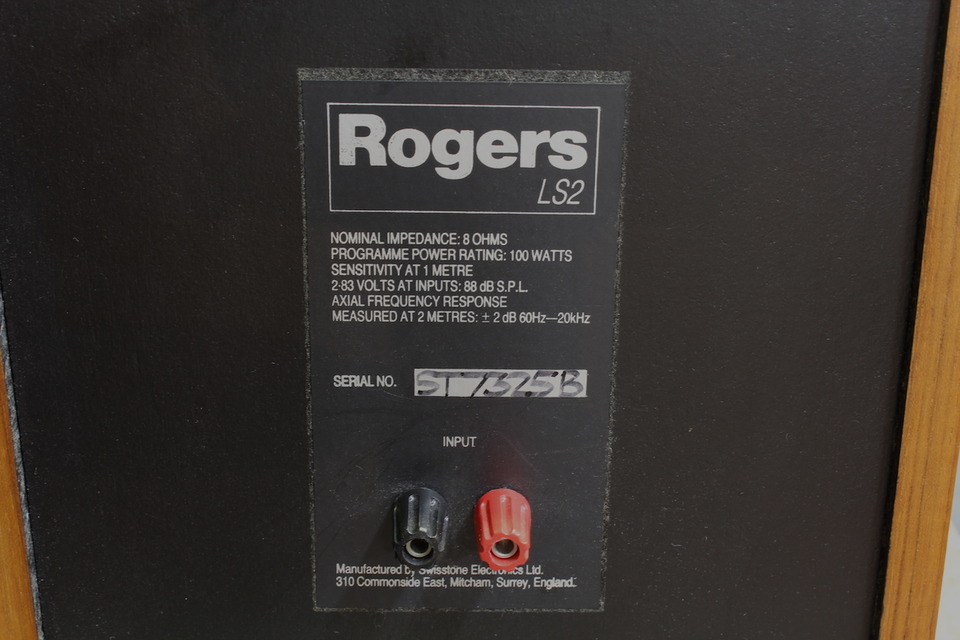 Rogers
LS2
NOMINAL IMPEDANCE: 8 OHMS
PROGRAMME POWER RATING: 100 WATTS
SENSITIVITY AT 1 METRE
2·83 VOLTS AT INPUTS: 88 dB S.P.L.
AXIAL FREQUENCY RESPONSE
MEASURED AT 2 METRES: ± 2 dB 60Hz—20kHz
SERIAL NO. ST7325B
INPUT
Manufactured by Swisstone Electronics Ltd.
310 Commonside East, Mitcham, Surrey, England.